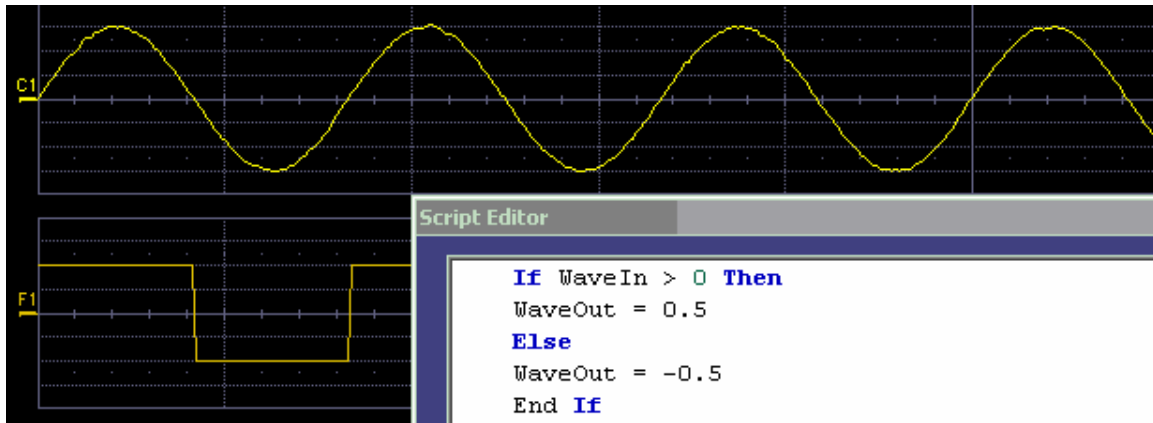 C1
Script Editor
F1
If WaveIn > 0 Then
WaveOut = 0.5
Else
WaveOut = -0.5
End If